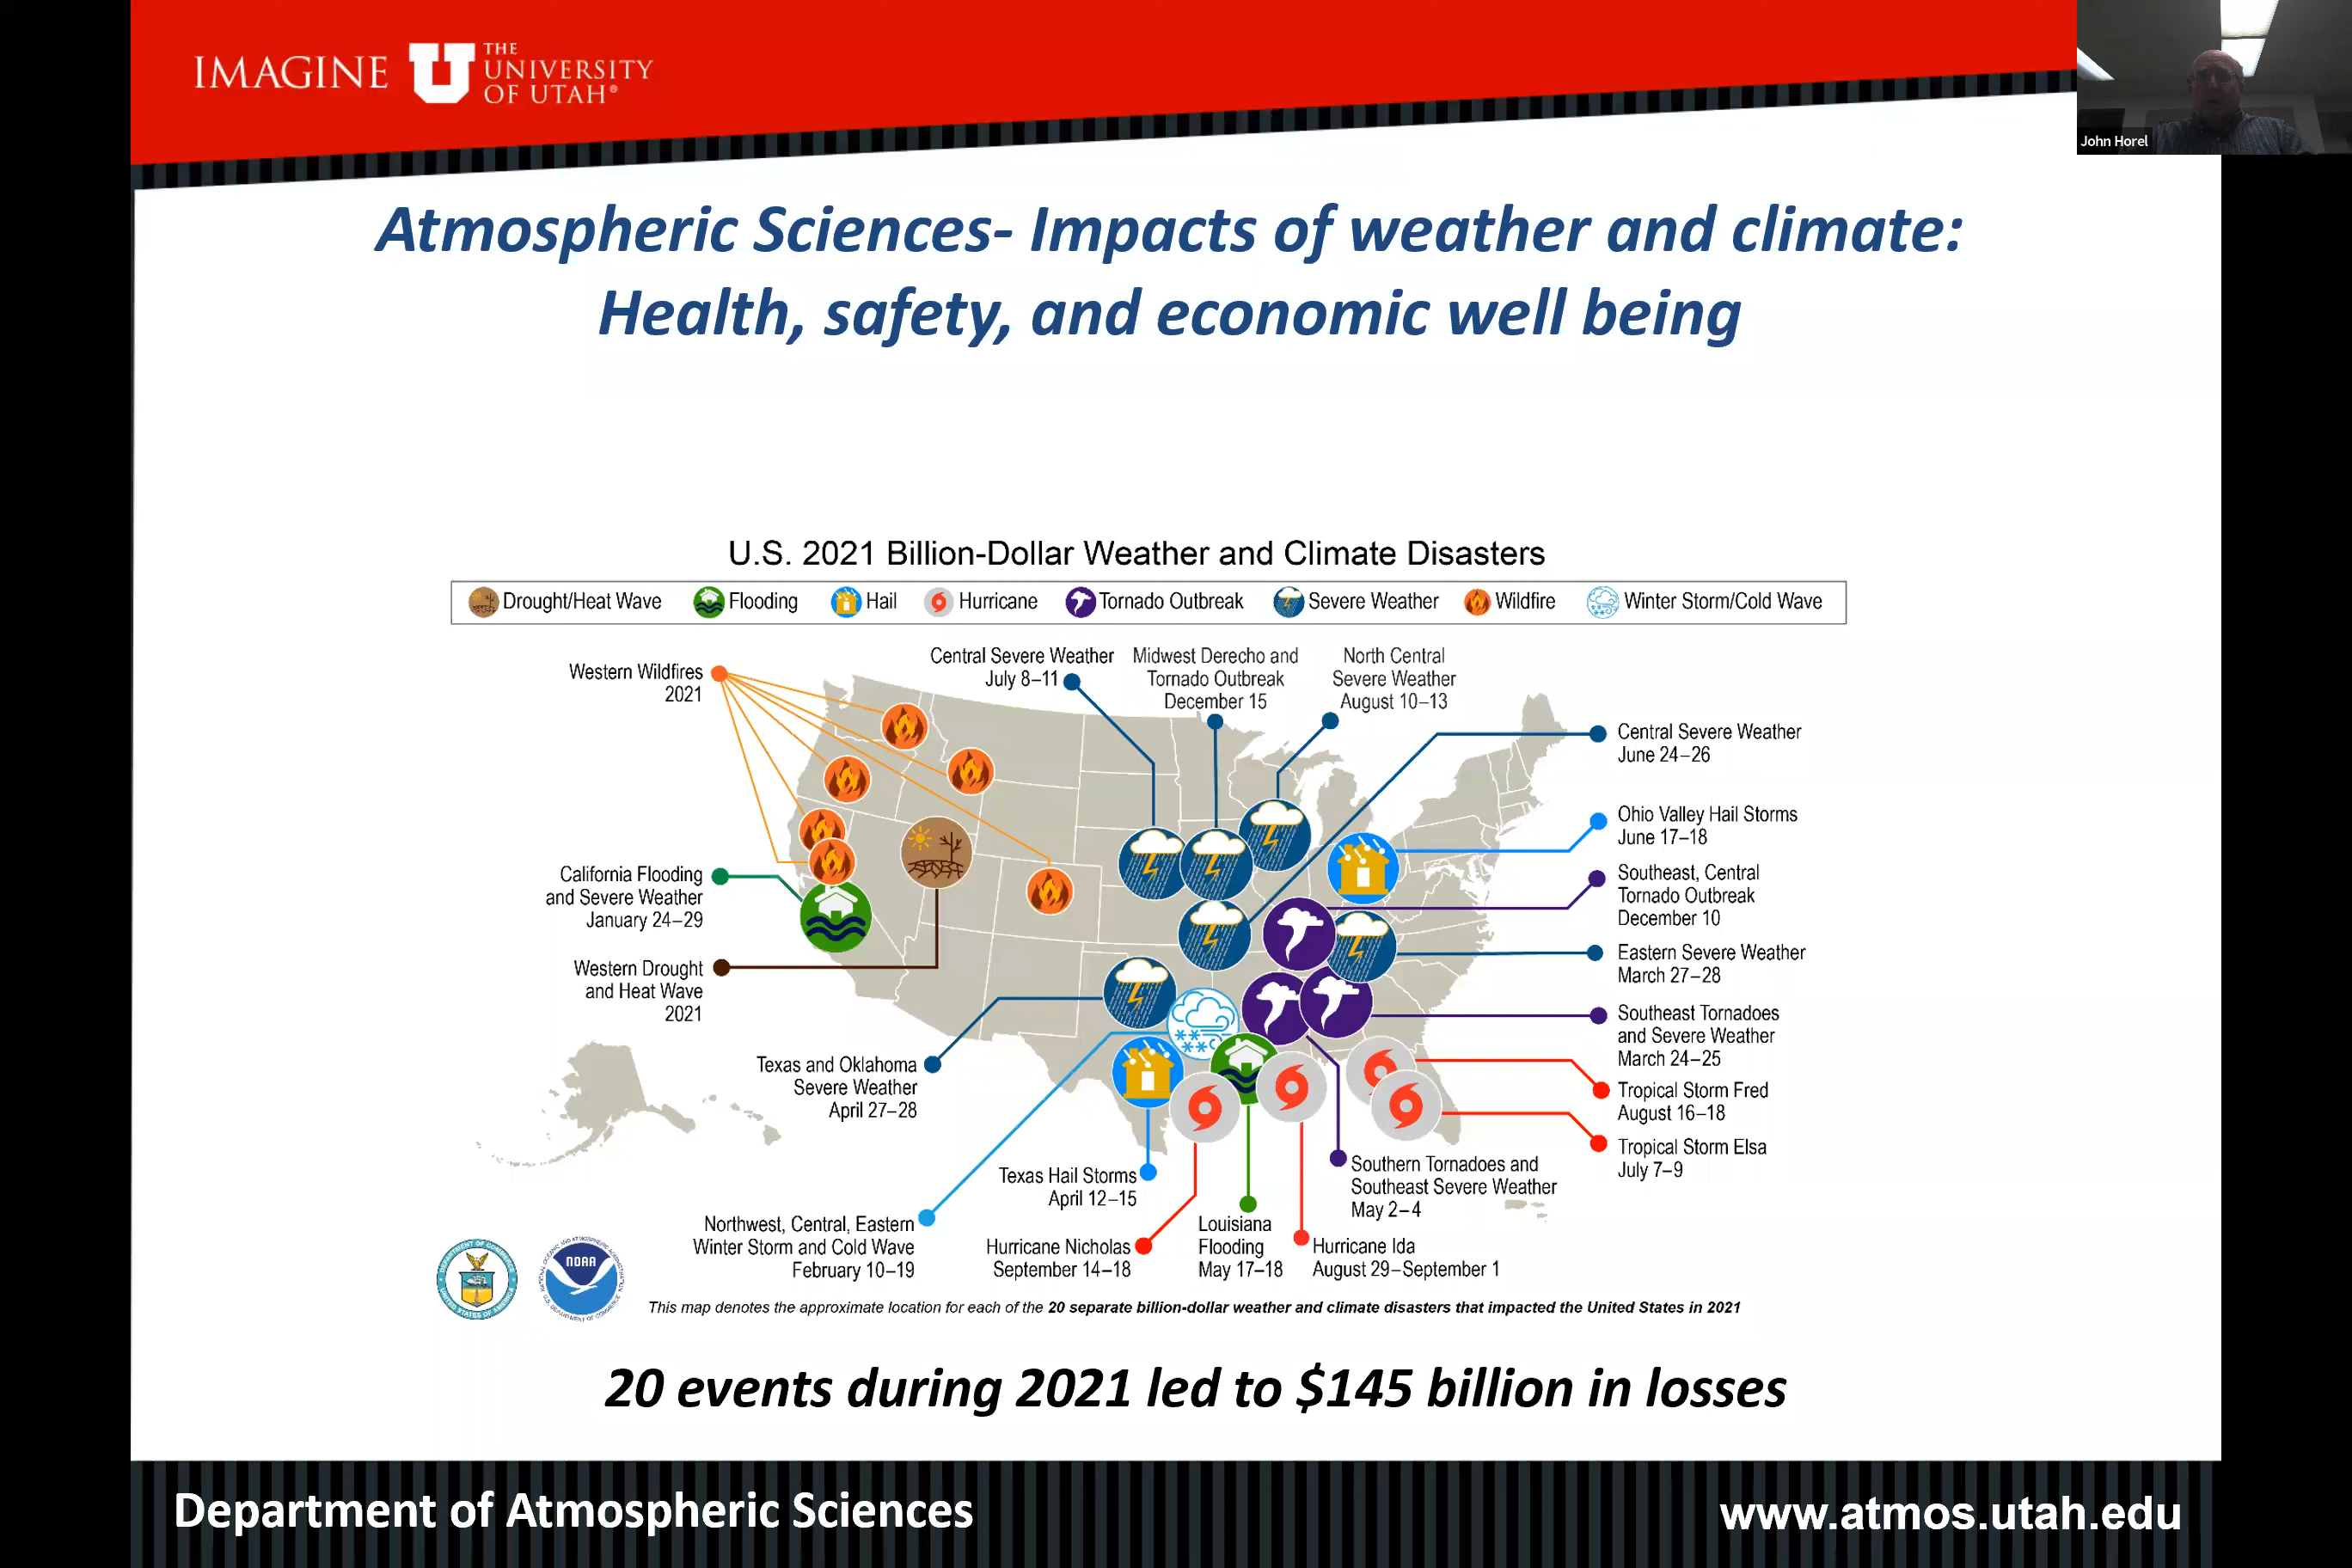 IMAGINE
THE
UNIVERSITY
OF UTAH®
John Horel
Atmospheric Sciences- Impacts of weather and climate:
Health, safety, and economic well being
U.S. 2021 Billion-Dollar Weather and Climate Disasters
Drought/Heat Wave Flooding Hail Hurricane Tornado Outbreak Severe Weather Wildfire Winter Storm/Cold Wave
Western Wildfires
2021
Central Severe Weather
July 8–11
Midwest Derecho and
Tornado Outbreak
December 15
North Central
Severe Weather
August 10–13
Central Severe Weather
June 24–26
Ohio Valley Hail Storms
June 17–18
Southeast, Central
Tornado Outbreak
December 10
Eastern Severe Weather
March 27–28
Southeast Tornadoes
and Severe Weather
March 24–25
Tropical Storm Fred
August 16–18
Tropical Storm Elsa
July 7–9
California Flooding
and Severe Weather
January 24–29
Western Drought
and Heat Wave
2021
Texas and Oklahoma
Severe Weather
April 27–28
Texas Hail Storms
April 12–15
Northwest, Central, Eastern
Winter Storm and Cold Wave
February 10–19
Hurricane Nicholas
September 14–18
Louisiana
Flooding
May 17–18
Hurricane Ida
August 29–September 1
Southern Tornadoes and
Southeast Severe Weather
May 2–4
DEPARTMENT OF COMMERCE
UNITED STATES OF AMERICA
NOAA
This map denotes the approximate location for each of the 20 separate billion-dollar weather and climate disasters that impacted the United States in 2021
20 events during 2021 led to $145 billion in losses
Department of Atmospheric Sciences
www.atmos.utah.edu